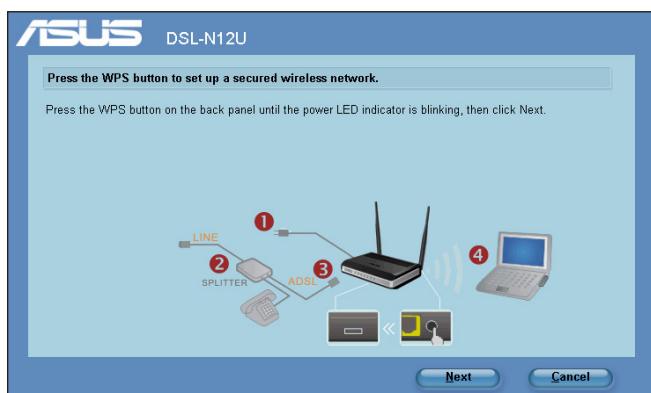 ASUS DSL-N12U
Press the WPS button to set up a secured wireless network.
Press the WPS button on the back panel until the power LED indicator is blinking, then click Next.
1
LINE
2
SPLITTER
ADSL
3
4
Next Cancel